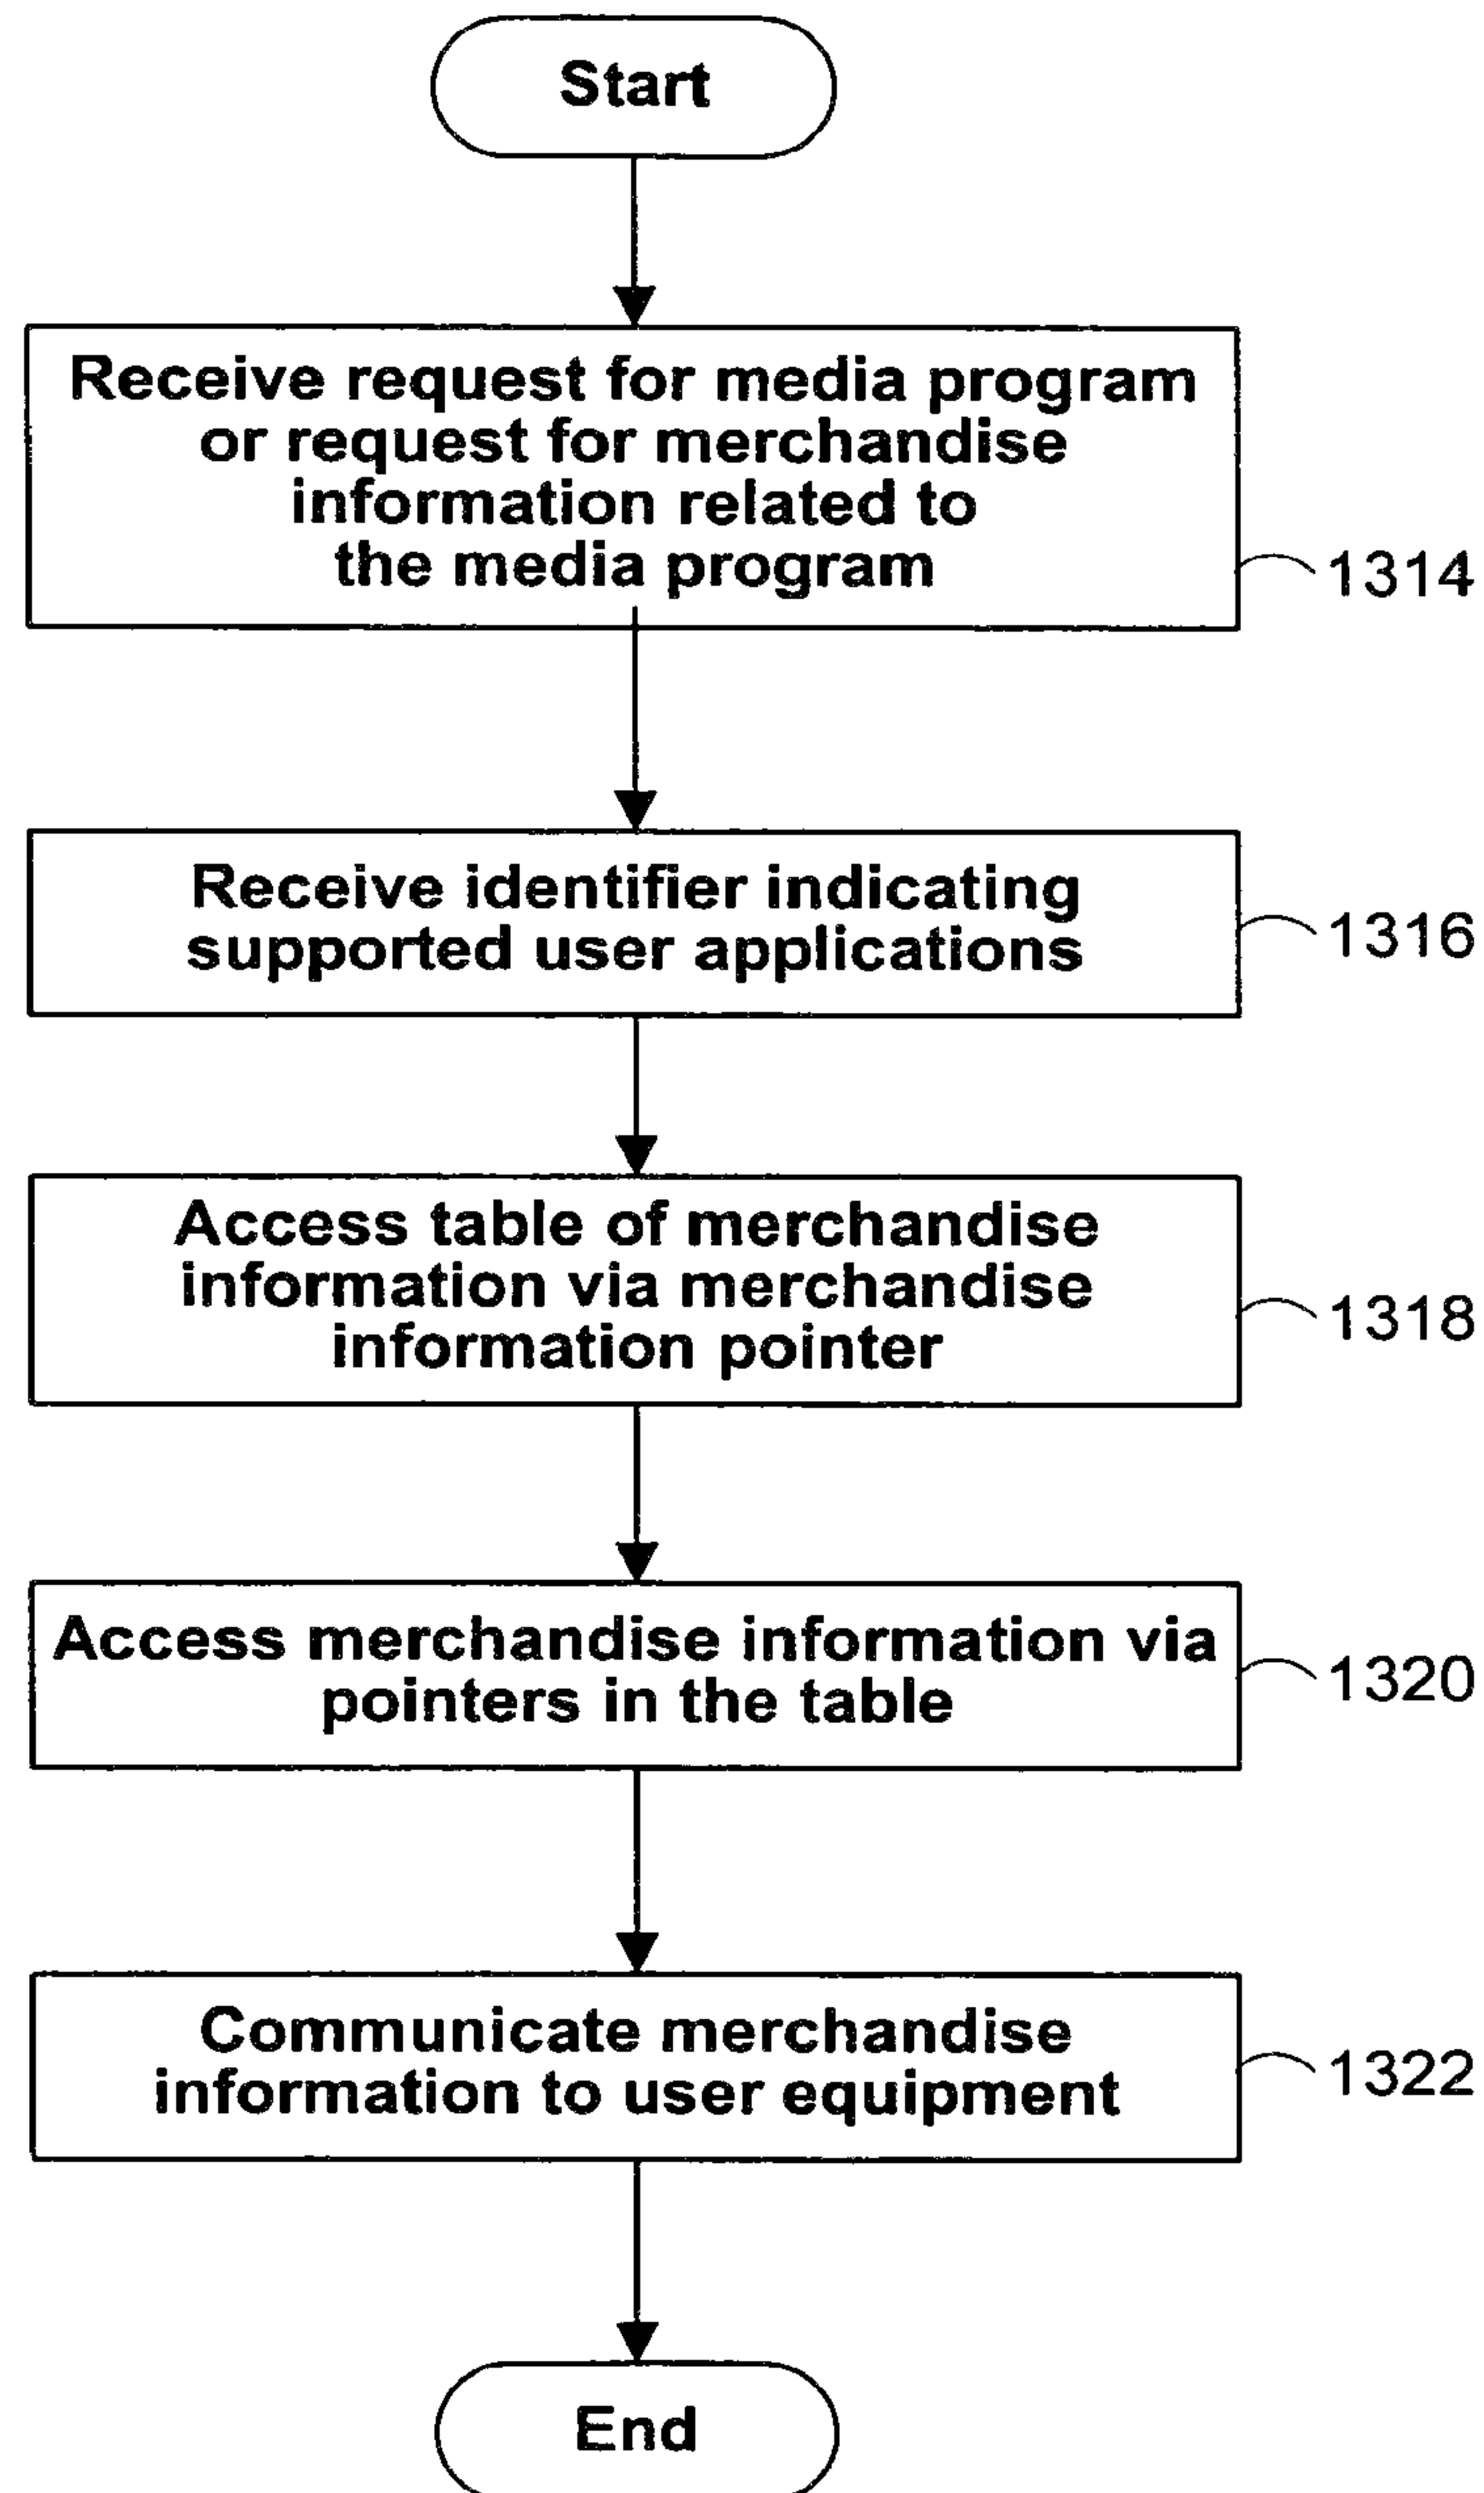 Start
Receive request for media program
or request for merchandise
information related to
the media program
1314
Receive identifier indicating
supported user applications
1316
Access table of merchandise
information via merchandise
information pointer
1318
Access merchandise information via
pointers in the table
1320
Communicate merchandise
information to user equipment
1322
End